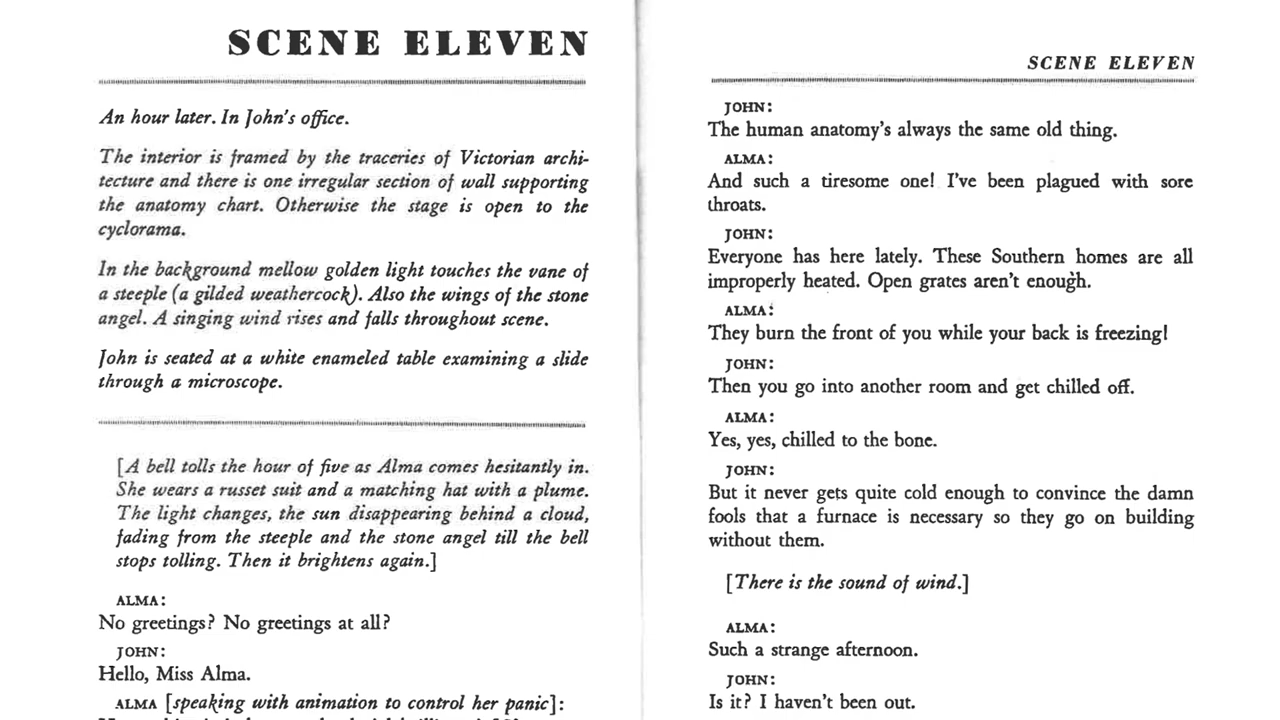 SCENE ELEVEN
An hour later. In John's office.
The interior is framed by the traceries of Victorian archi-
tecture and there is one irregular section of wall supporting
the anatomy chart. Otherwise the stage is open to the
cyclorama.
In the background mellow golden light touches the vane of
a steeple (a gilded weathercock). Also the wings of the stone
angel. A singing wind rises and falls throughout scene.
John is seated at a white enameled table examining a slide
through a microscope.
[A bell tolls the hour of five as Alma comes hesitantly in.
She wears a russet suit and a matching hat with a plume.
The light changes, the sun disappearing behind a cloud,
fading from the steeple and the stone angel till the bell
stops tolling. Then it brightens again.]
ALMA:
No greetings? No greetings at all?
JOHN:
Hello, Miss Alma.
ALMA [speaking with animation to control her panic]:
SCENE ELEVEN
JOHN:
The human anatomy's always the same old thing.
ALMA:
And such a tiresome one! I've been plagued with sore
throats.
JOHN:
Everyone has here lately. These Southern homes are all
improperly heated. Open grates aren't enough.
ALMA:
They burn the front of you while your back is freezing!
JOHN:
Then you go into another room and get chilled off.
ALMA:
Yes, yes, chilled to the bone.
JOHN:
But it never gets quite cold enough to convince the damn
fools that a furnace is necessary so they go on building
without them.
[There is the sound of wind.]
ALMA:
Such a strange afternoon.
JOHN:
Is it? I haven't been out.